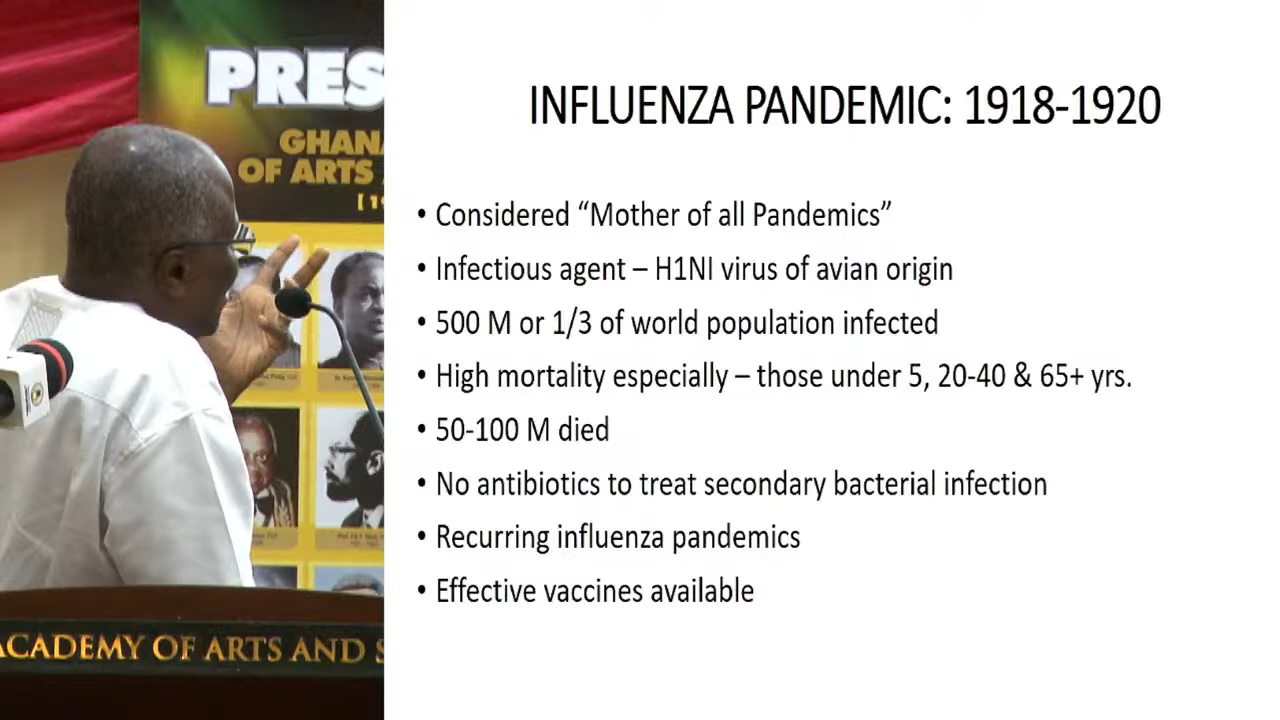 PRES
GHANA
OF ARTS
[19
INFLUENZA PANDEMIC: 1918-1920
• Considered “Mother of all Pandemics”
• Infectious agent – H1NI virus of avian origin
• 500 M or 1/3 of world population infected
• High mortality especially – those under 5, 20-40 & 65+ yrs.
• 50-100 M died
• No antibiotics to treat secondary bacterial infection
• Recurring influenza pandemics
• Effective vaccines available
ACADEMY OF ARTS AND S